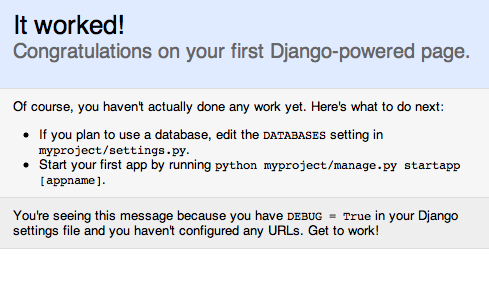 It worked!
Congratulations on your first Django-powered page.
Of course, you haven't actually done any work yet. Here's what to do next:
• If you plan to use a database, edit the DATABASES setting in
myproject/settings.py.
• Start your first app by running python myproject/manage.py startapp
[appname].
You're seeing this message because you have DEBUG = True in your Django
settings file and you haven't configured any URLs. Get to work!